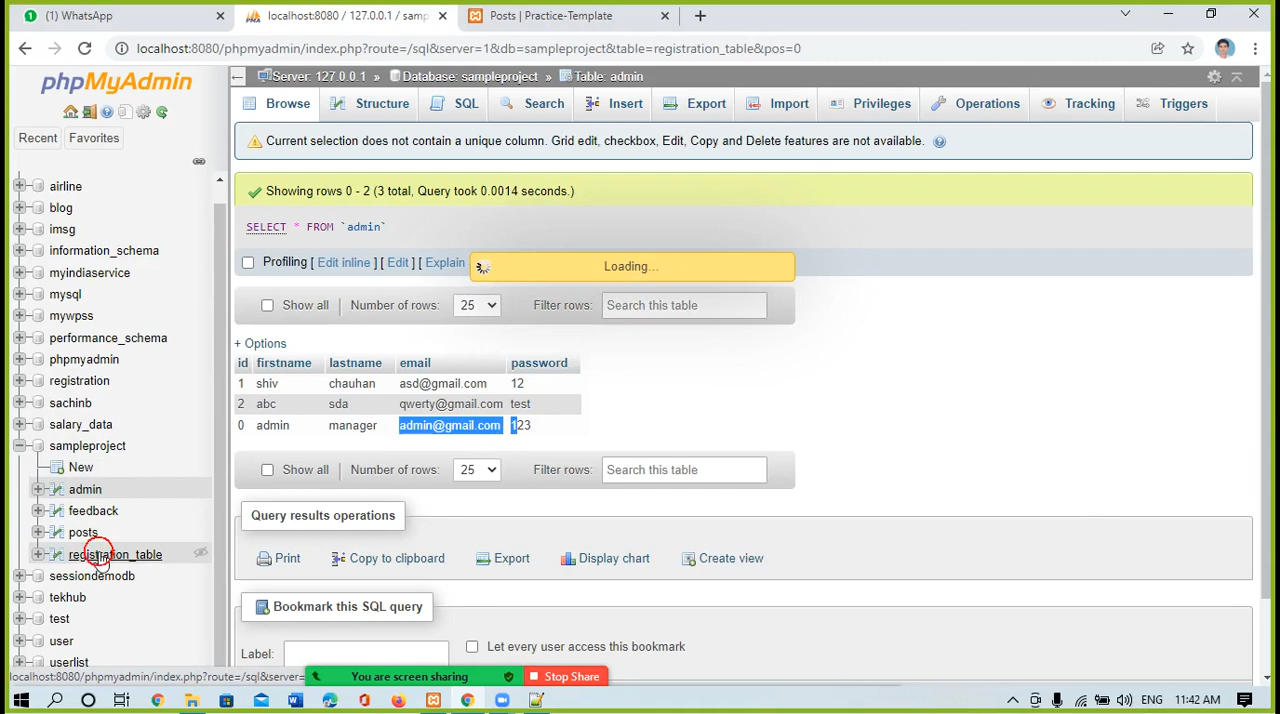 (1) WhatsApp
localhost:8080 / 127.0.0.1 / samp
Posts | Practice-Template
localhost:8080/phpmyadmin/index.php?route=/sql&server=1&db=sampleproject&table=registration_table&pos=0
phpMyAdmin
Recent
Favorites
airline
blog
imsg
information_schema
myindiaservice
mysql
mywpss
performance_schema
phpmyadmin
registration
sachinb
salary_data
sampleproject
New
admin
feedback
posts
registration_table
sessiondemodb
tekhub
test
user
userlist
Server: 127.0.0.1 » Database: sampleproject » Table: admin
Browse Structure SQL Search Insert Export Import Privileges Operations Tracking Triggers
Current selection does not contain a unique column. Grid edit, checkbox, Edit, Copy and Delete features are not available.
Showing rows 0 - 2 (3 total, Query took 0.0014 seconds.)
SELECT * FROM `admin`
Profiling [ Edit inline ] [ Edit ] [ Explain
Loading...
Show all Number of rows: 25 Filter rows: Search this table
+ Options
id firstname lastname email password
1 shiv chauhan asd@gmail.com 12
2 abc sda qwerty@gmail.com test
0 admin manager admin@gmail.com 123
Show all Number of rows: 25 Filter rows: Search this table
Query results operations
Print Copy to clipboard Export Display chart Create view
Bookmark this SQL query
Label: Let every user access this bookmark
localhost:8080/phpmyadmin/index.php?route=/sql&server=
You are screen sharing Stop Share
ENG 11:42 AM